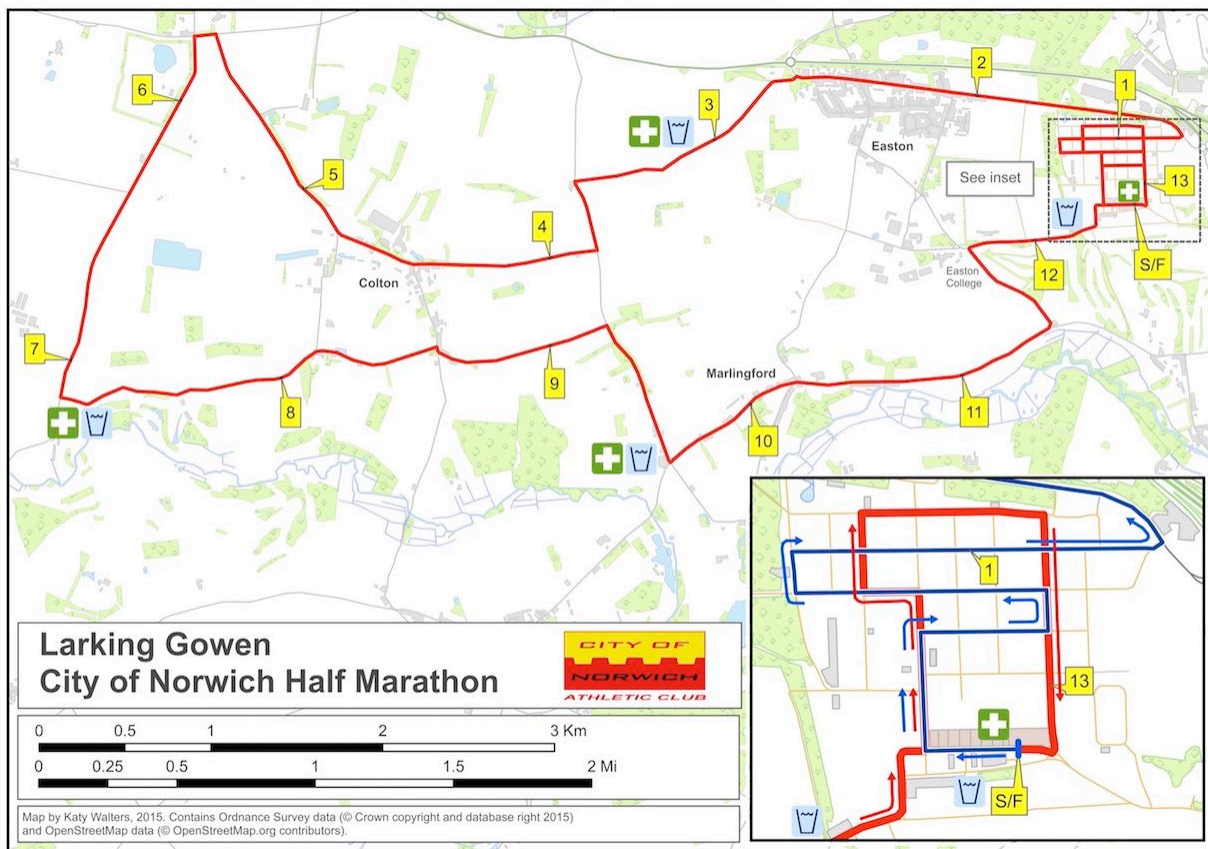 6
2
1
3
Easton
See inset
13
5
4
S/F
12
Easton
College
Colton
7
Marlingford
9
8
11
10
1
13
S/F
Larking Gowen
City of Norwich Half Marathon
CITY OF
NORWICH
ATHLETIC CLUB
0 0.5 1 2 3 Km
0 0.25 0.5 1 1.5 2 Mi
Map by Katy Walters, 2015. Contains Ordnance Survey data (© Crown copyright and database right 2015)
and OpenStreetMap data (© OpenStreetMap.org contributors).